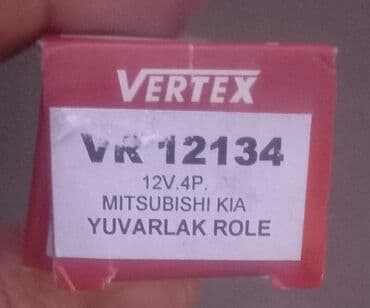 VERTEX
VR 12134
12V.4P.
MITSUBISHI KIA
YUVARLAK ROLE